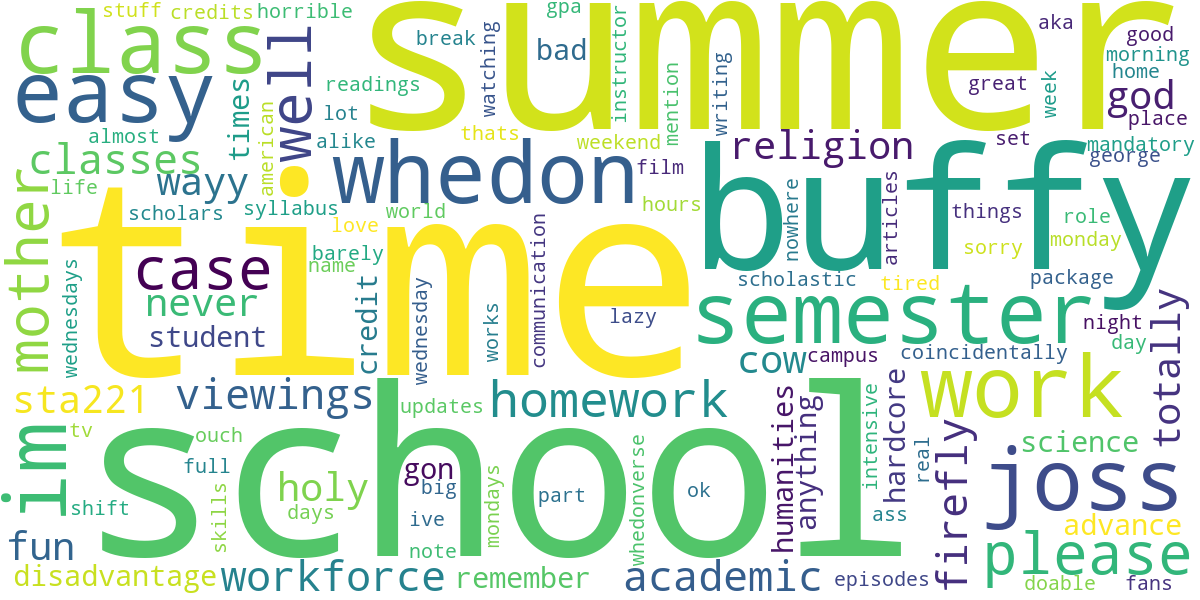 stuff
credits
horrible
class
summer
gpa
aka
good
break
bad
well
watching
instructor
morning
home
great
week
god
place
readings
easy
lot
mention
writing
almost
times
alike
thats
weekend
religion
set
mandatory
george
american
classes
whedon
film
buffy
life
mother
wayy
scholars
syllabus
love
world
hours
nowhere
articles
things
role
sorry
monday
time
barely
name
case
communication
scholastic
tired
package
wednesdays
never
credit
wednesday
works
lazy
semester
night
day
student
totally
cow
campus
coincidentally
sta221
viewings
homework
work
updates
humanities
anything
intensive
hardcore
tv
im
school
ouch
full
real
firefly
science
joss
gon
big
holy
days
skills
shift
ive
mondays
part
ok
whedonverse
ass
advance
fun
note
please
disadvantage
workforce
remember
academic
episodes
doable
fans